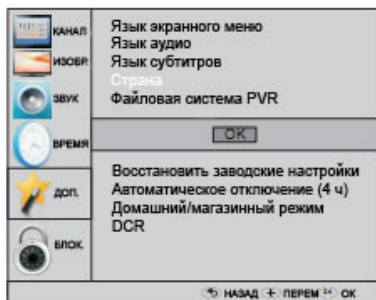 КАНАЛ
ИЗОБР.
ЗВУК
ВРЕМЯ
ДОП.
БЛОК.
Язык экранного меню
Язык аудио
Язык субтитров
Страна
Файловая система PVR
OK
Восстановить заводские настройки
Автоматическое отключение (4 ч)
Домашний/магазинный режим
DCR
НАЗАД ПЕРЕМ ОК